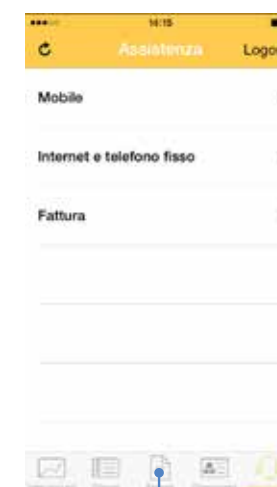 14:15
Assistenza
Logo
Mobile
Internet e telefono fisso
Fattura